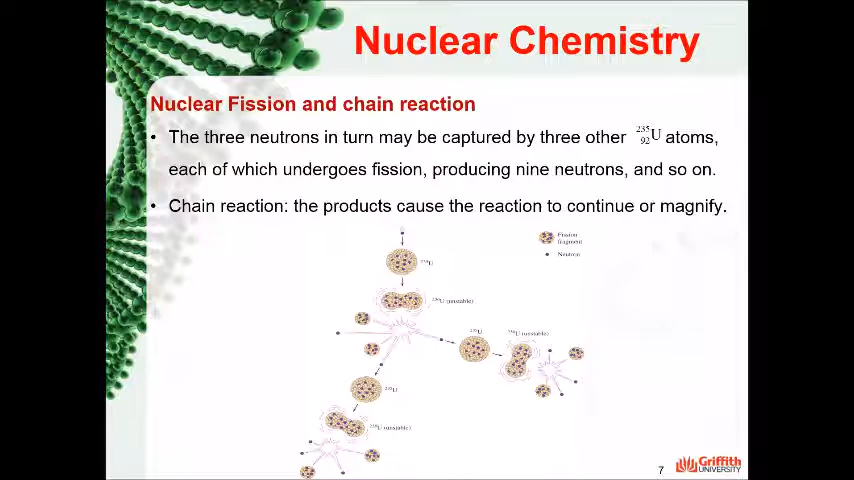 Nuclear Chemistry
Nuclear Fission and chain reaction
• The three neutrons in turn may be captured by three other ²³⁵₉₂U atoms,
each of which undergoes fission, producing nine neutrons, and so on.
• Chain reaction: the products cause the reaction to continue or magnify.
Fission
fragment
Neutron
²³⁵U
²³⁶U (unstable)
²³⁵U
²³⁶U (unstable)
²³⁵U
²³⁶U (unstable)
7
Griffith
UNIVERSITY